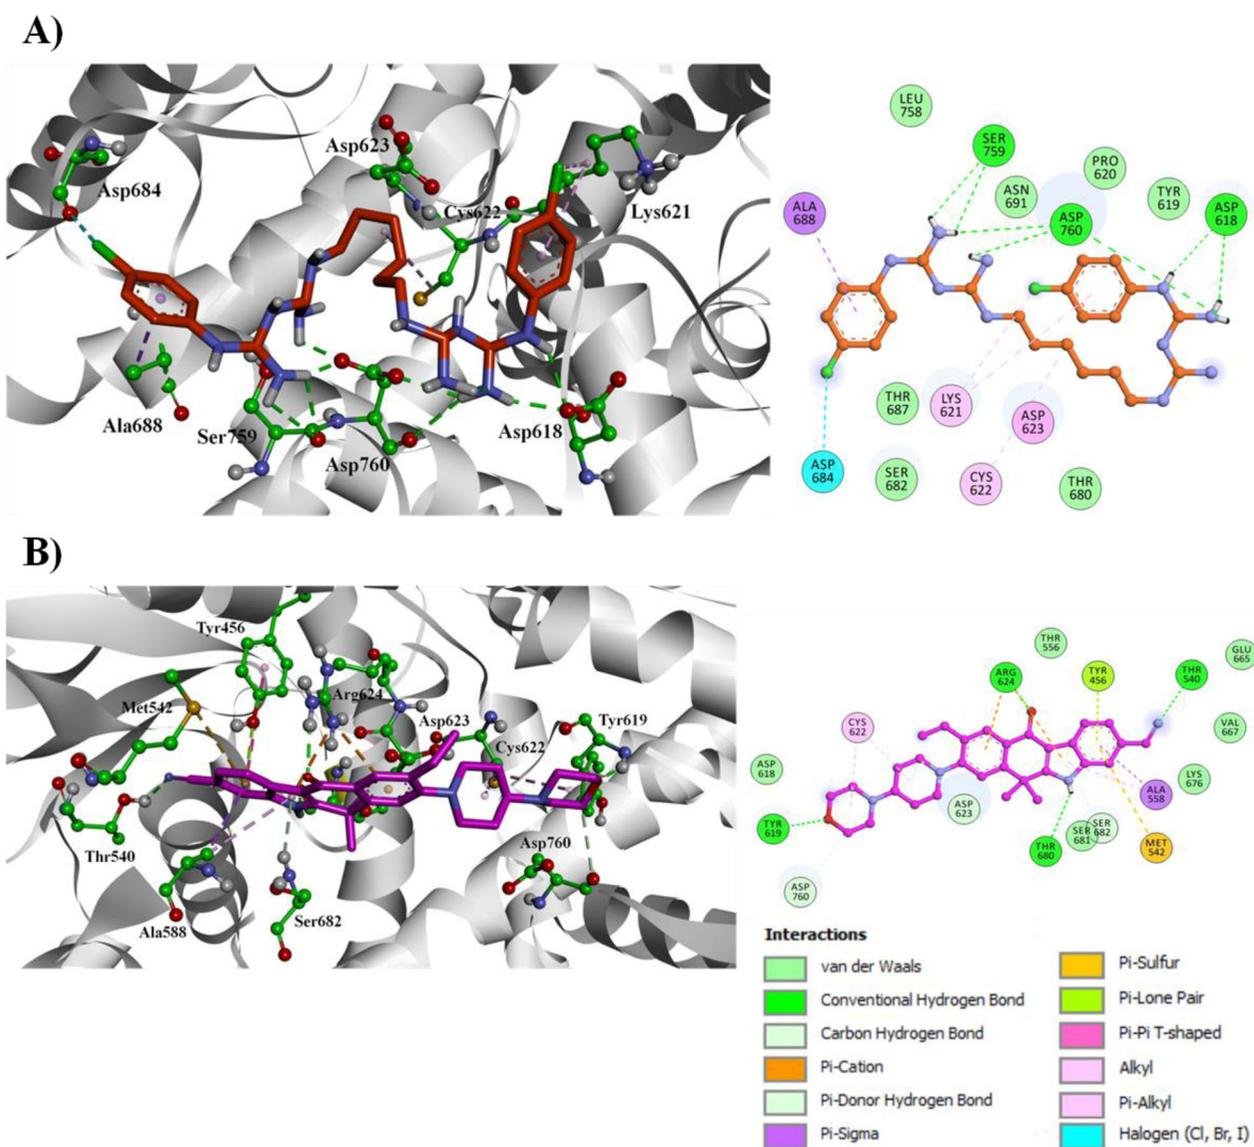 A)
Asp684
Asp623
Cys622
Lys621
Ala688
Ser759
Asp760
Asp618
LEU
758
SER
759
PRO
620
ASN
691
TYR
619
ALA
688
ASP
760
ASP
618
THR
687
LYS
621
ASP
623
ASP
684
SER
682
CYS
622
THR
680
B)
Tyr456
Met542
Arg624
Asp623
Cys622
Tyr619
Thr540
Asp760
Ala588
Ser682
THR
556
GLU
665
ARG
624
TYR
456
THR
540
CYS
622
VAL
667
ASP
618
LYS
676
ALA
558
ASP
623
TYR
619
SER
681
SER
682
THR
680
MET
542
ASP
760
Interactions
van der Waals
Conventional Hydrogen Bond
Carbon Hydrogen Bond
Pi-Cation
Pi-Donor Hydrogen Bond
Pi-Sigma
Pi-Sulfur
Pi-Lone Pair
Pi-Pi T-shaped
Alkyl
Pi-Alkyl
Halogen (Cl, Br, I)